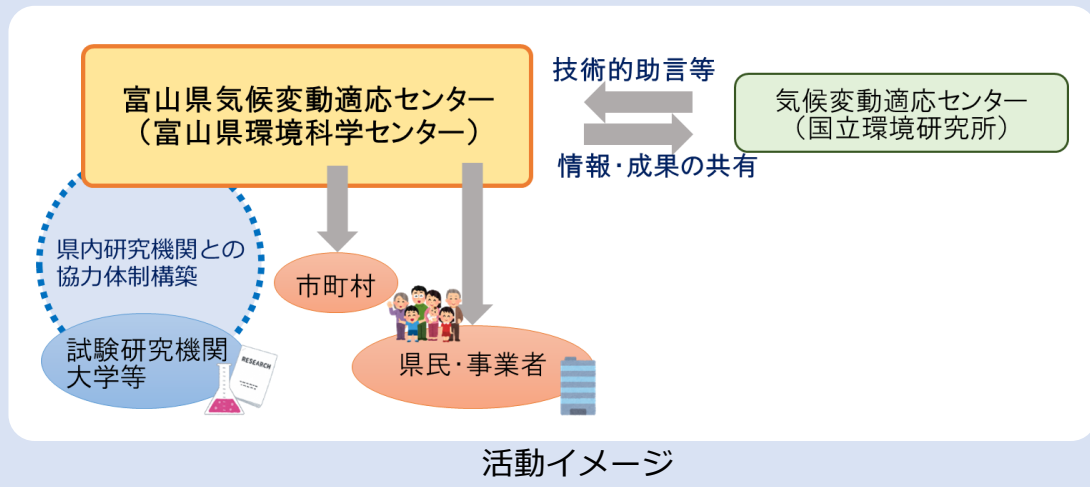 富山県気候変動適応センター
（富山県環境科学センター）
技術的助言等
情報・成果の共有
気候変動適応センター
（国立環境研究所）
県内研究機関との
協力体制構築
市町村
試験研究機関
大学等
RESEARCH
県民・事業者
活動イメージ